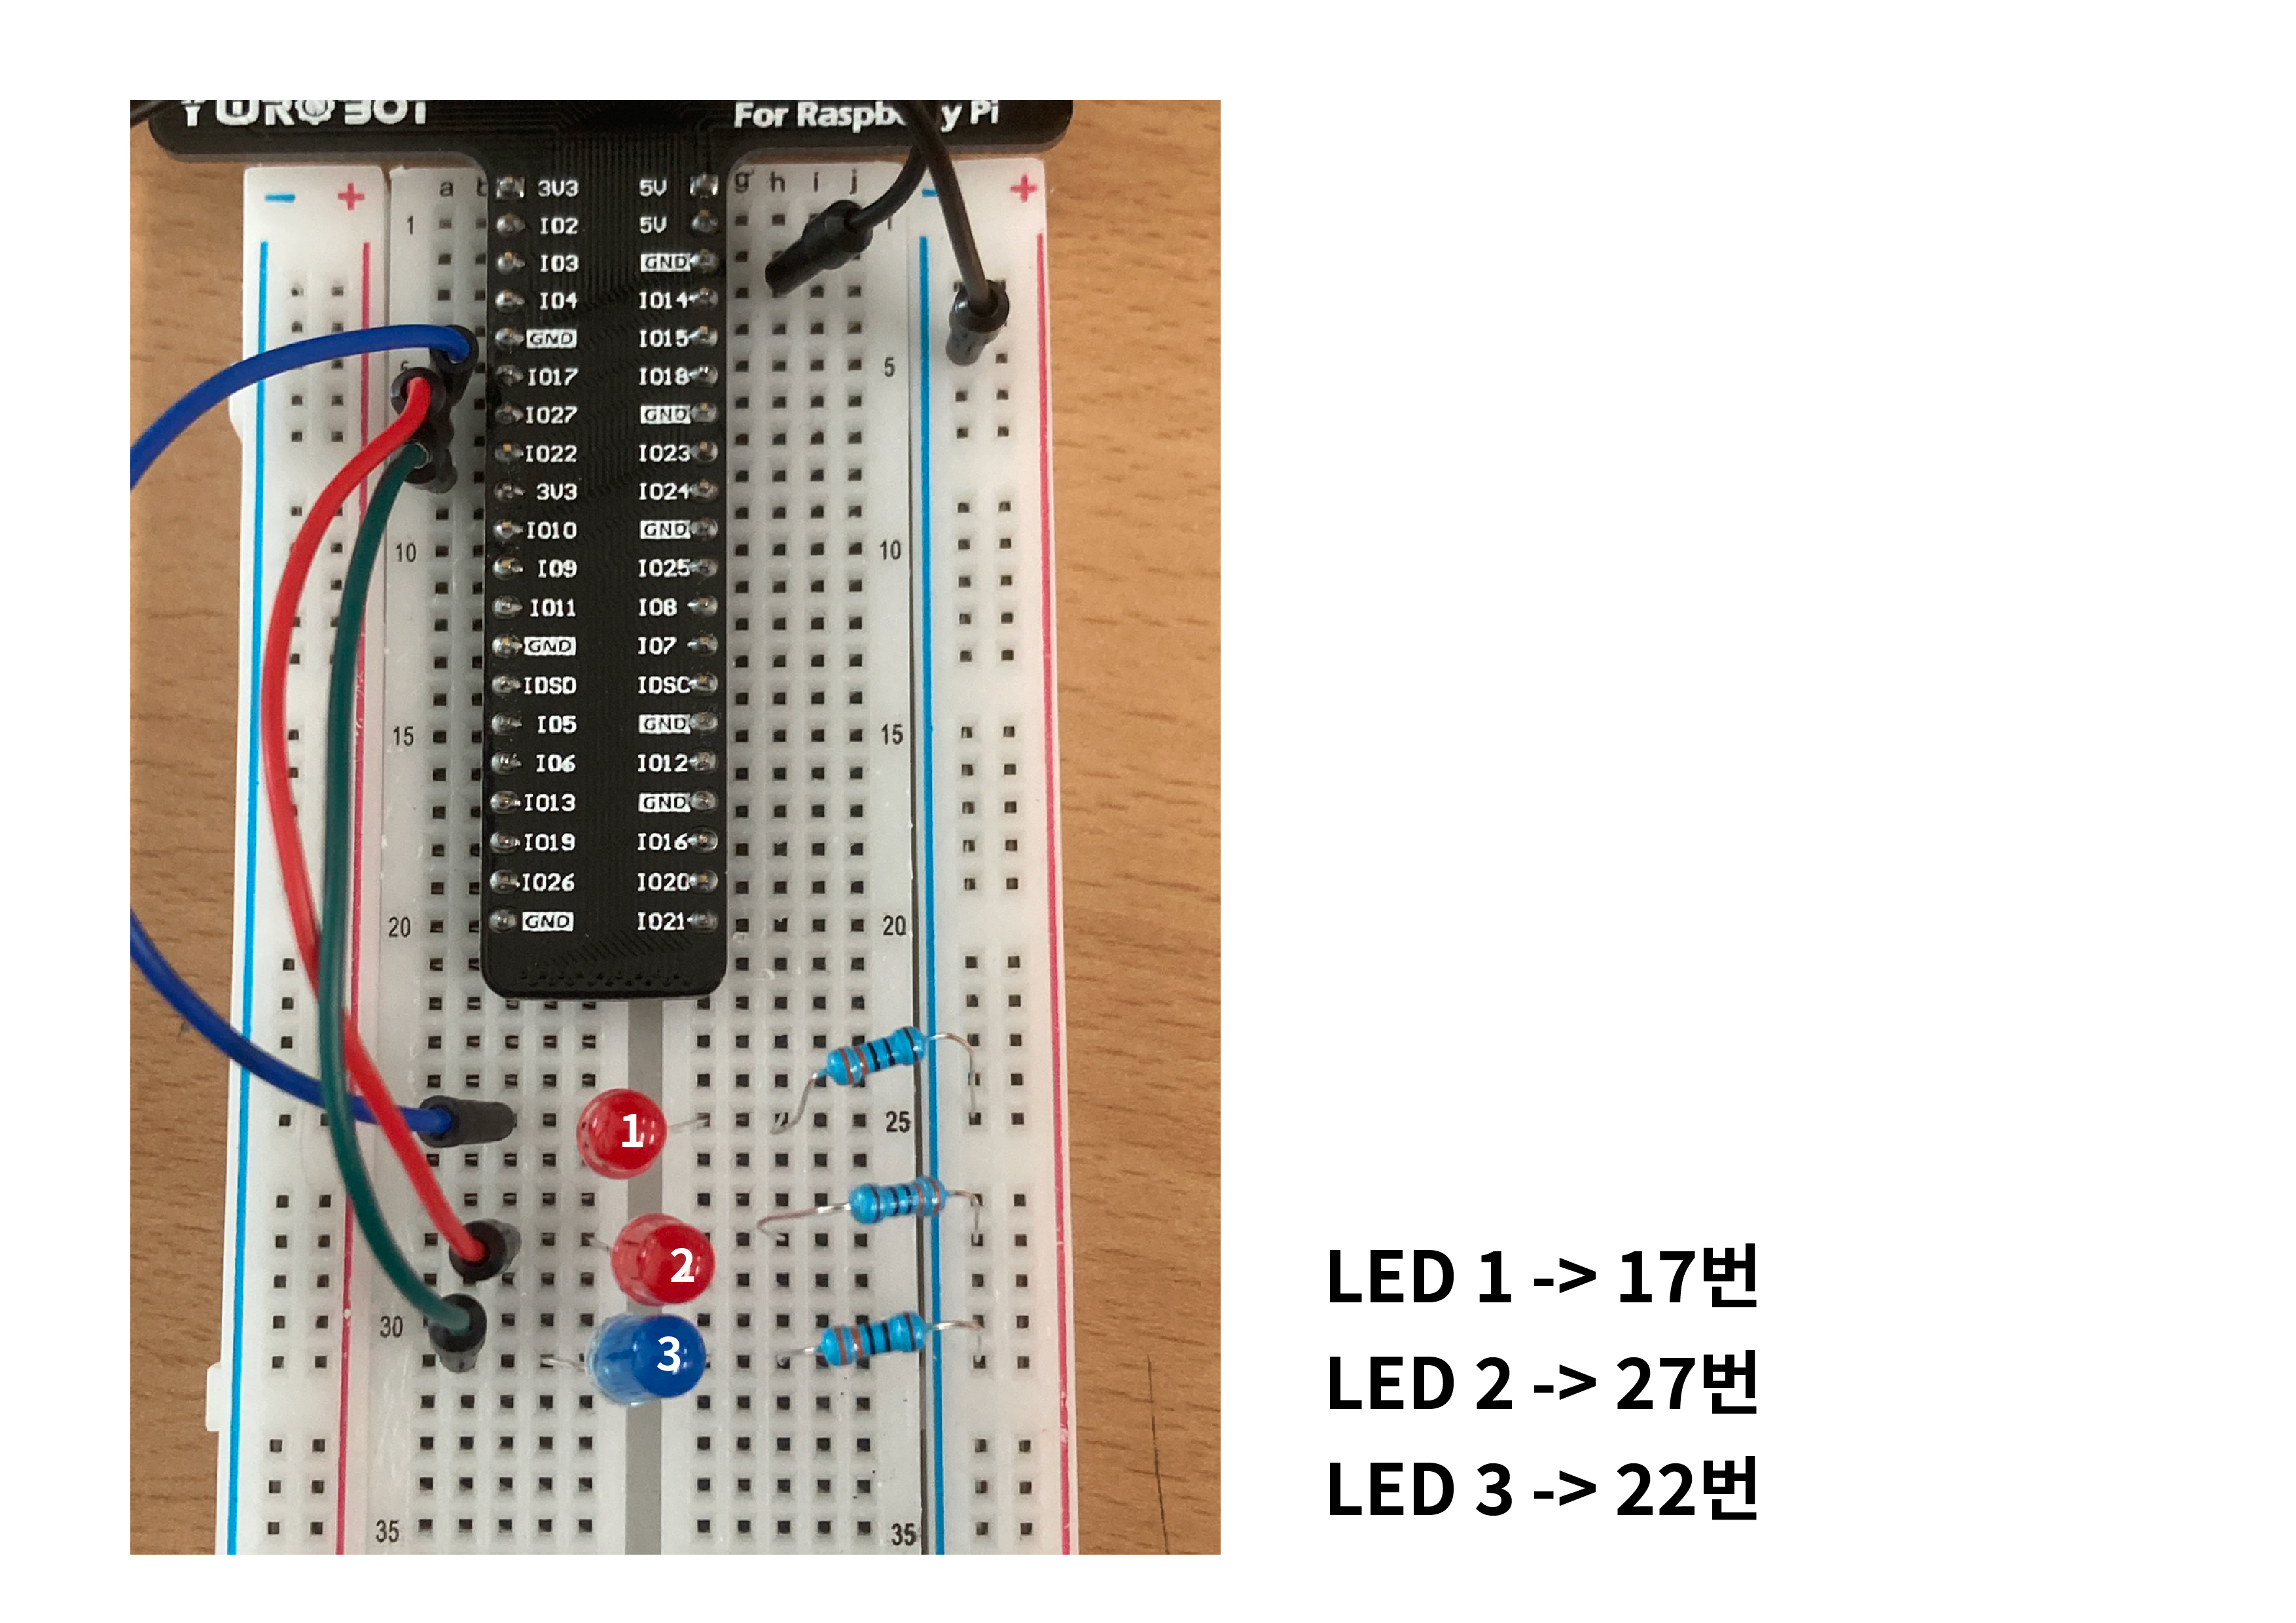 YURobot For Raspberry Pi
- + a g h i j - +
3V3 5V
1 IO2 5V 1
IO3 GND
IO4 IO14
GND IO15
IO17 IO18 5
IO27 GND
IO22 IO23
3V3 IO24
10 IO10 GND 10
IO9 IO25
IO11 IO8
GND IO7
IDSD IDSC
15 IO5 GND 15
IO6 IO12
IO13 GND
IO19 IO16
IO26 IO20
20 GND IO21 20
1 25
2
30
3
35 35
LED 1 -> 17번
LED 2 -> 27번
LED 3 -> 22번